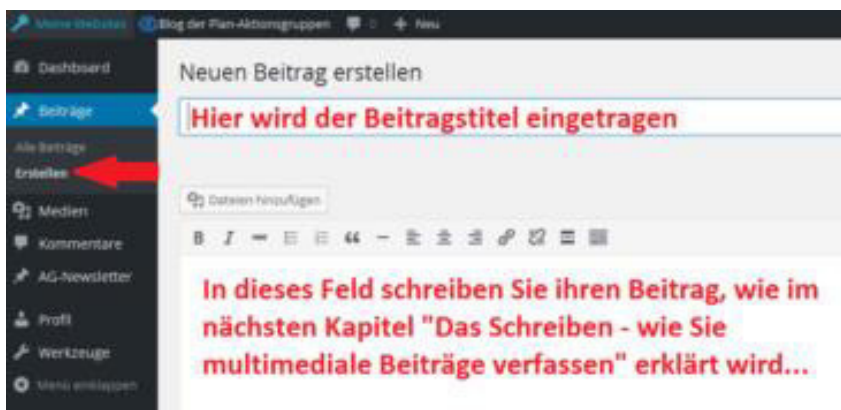 Meine Websites Blog der Plan-Aktionsgruppen 0 + Neu
Dashboard
Neuen Beitrag erstellen
Beiträge
Hier wird der Beitragstitel eingetragen
Alle Beiträge
Erstellen
Dateien hinzufügen
Medien
B I
Kommentare
AG-Newsletter
In dieses Feld schreiben Sie ihren Beitrag, wie im
nächsten Kapitel "Das Schreiben - wie Sie
multimediale Beiträge verfassen" erklärt wird...
Profil
Werkzeuge
Menü einklappen